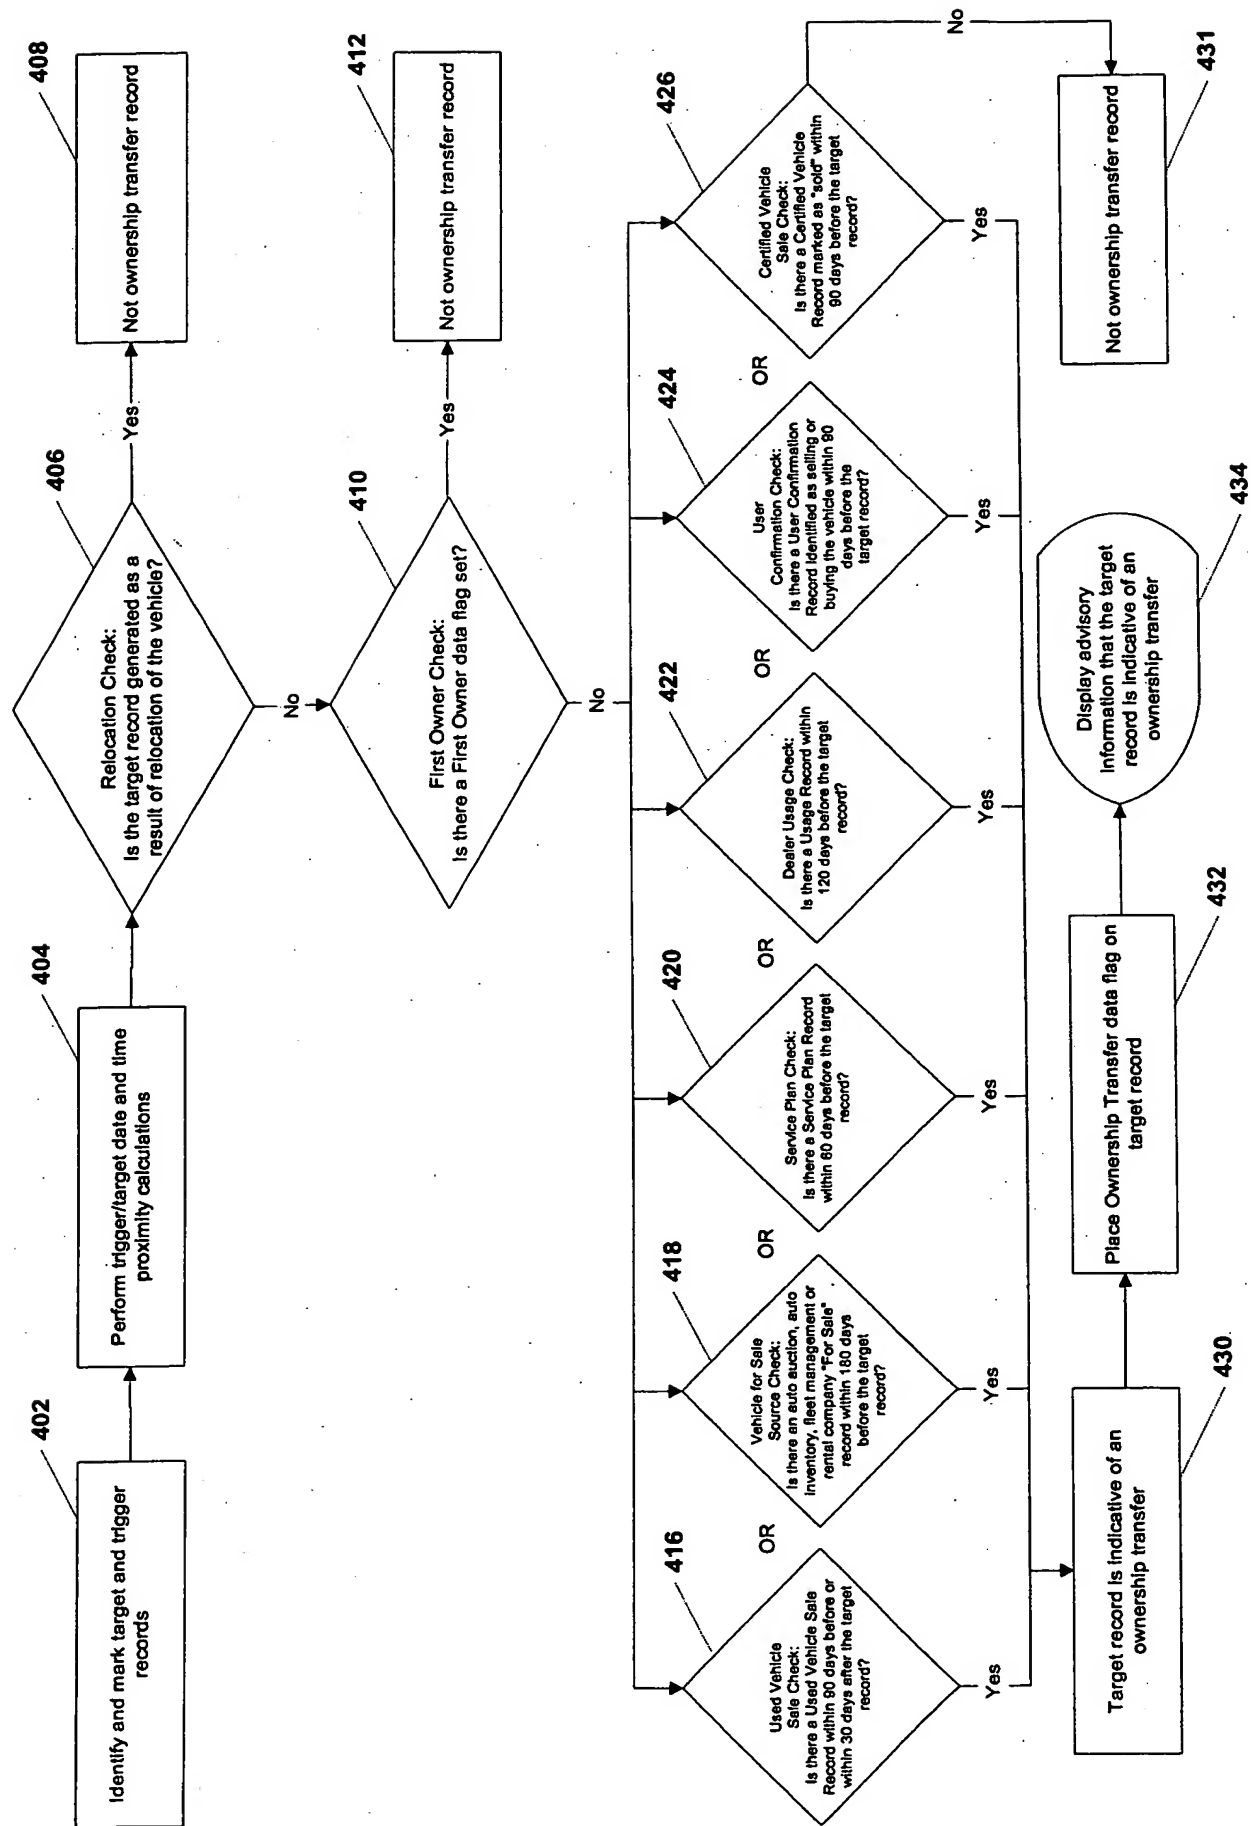 402
Identify and mark target and trigger
records
404
Perform trigger/target date and time
proximity calculations
406
Relocation Check:
Is the target record generated as a
result of relocation of the vehicle?
Yes
408
Not ownership transfer record
No
410
First Owner Check:
Is there a First Owner data flag set?
Yes
412
Not ownership transfer record
No
416
Used Vehicle
Sale Check:
Is there a Used Vehicle Sale
Record within 90 days before or
within 30 days after the target
record?
Yes
OR
418
Vehicle for Sale
Source Check:
Is there an auto auction, auto
inventory, fleet management or
rental company "For Sale"
record within 180 days
before the target
record?
Yes
OR
420
Service Plan Check:
Is there a Service Plan Record
within 60 days before the target
record?
Yes
OR
422
Dealer Usage Check:
Is there a Usage Record within
120 days before the target
record?
Yes
OR
424
User
Confirmation Check:
Is there a User Confirmation
Record Identified as selling or
buying the vehicle within 90
days before the
target record?
Yes
OR
426
Certified Vehicle
Sale Check:
Is there a Certified Vehicle
Record marked as "sold" within
90 days before the target
record?
Yes
No
430
Target record is indicative of an
ownership transfer
432
Place Ownership Transfer data flag on
target record
434
Display advisory
Information that the target
record is indicative of an
ownership transfer
431
Not ownership transfer record